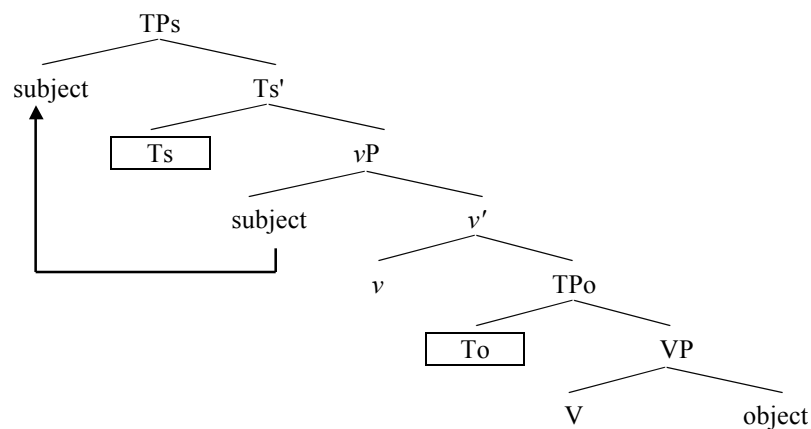 TPs
subject Ts'
Ts vP
subject v'
v TPo
To VP
V object